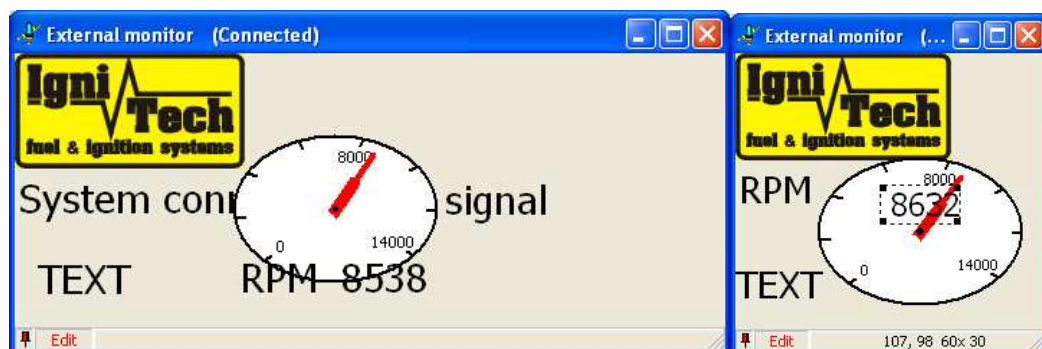 External monitor (Connected)
Igni
Tech
fuel & ignition systems
8000
System conn signal
0 14000
TEXT RPM 8538
Edit
External monitor (...
Igni
Tech
fuel & ignition systems
8000
RPM 8632
0 14000
TEXT
Edit 107, 98 60x 30